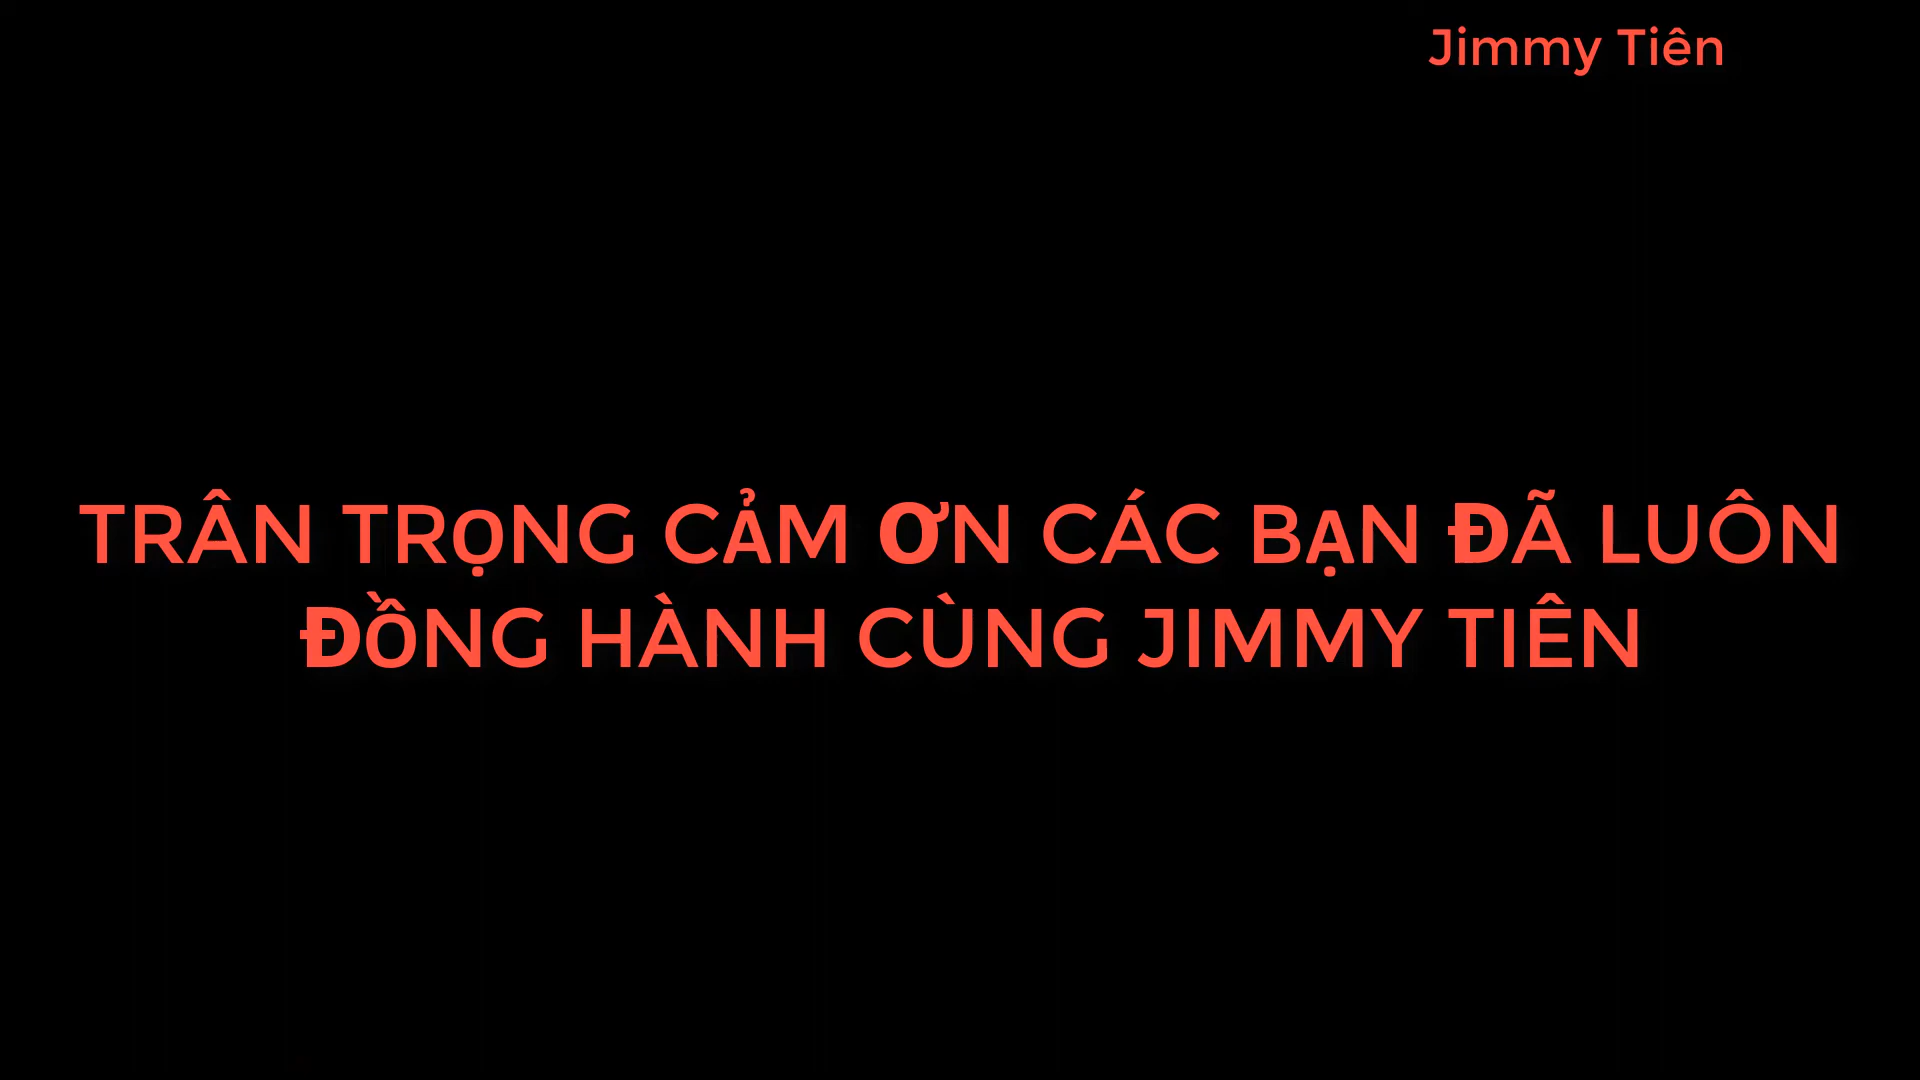 Jimmy Tiên
TRÂN TRỌNG CẢM ƠN CÁC BẠN ĐÃ LUÔN
ĐỒNG HÀNH CÙNG JIMMY TIÊN